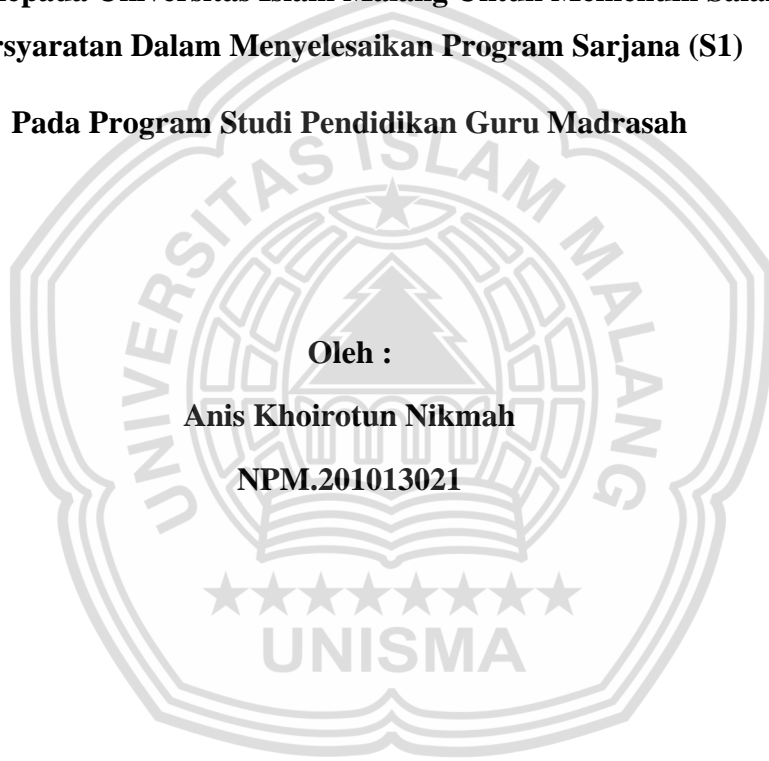 Universitas Islam Malang Untuk Memenuhi Salah
Dalam Menyelesaikan Program Sarjana (S1)
Pada Program Studi Pendidikan Guru Madrasah
UNIVERSITAS ISLAM MALANG
Oleh :
Anis Khoirotun Nikmah
NPM.201013021
UNISMA